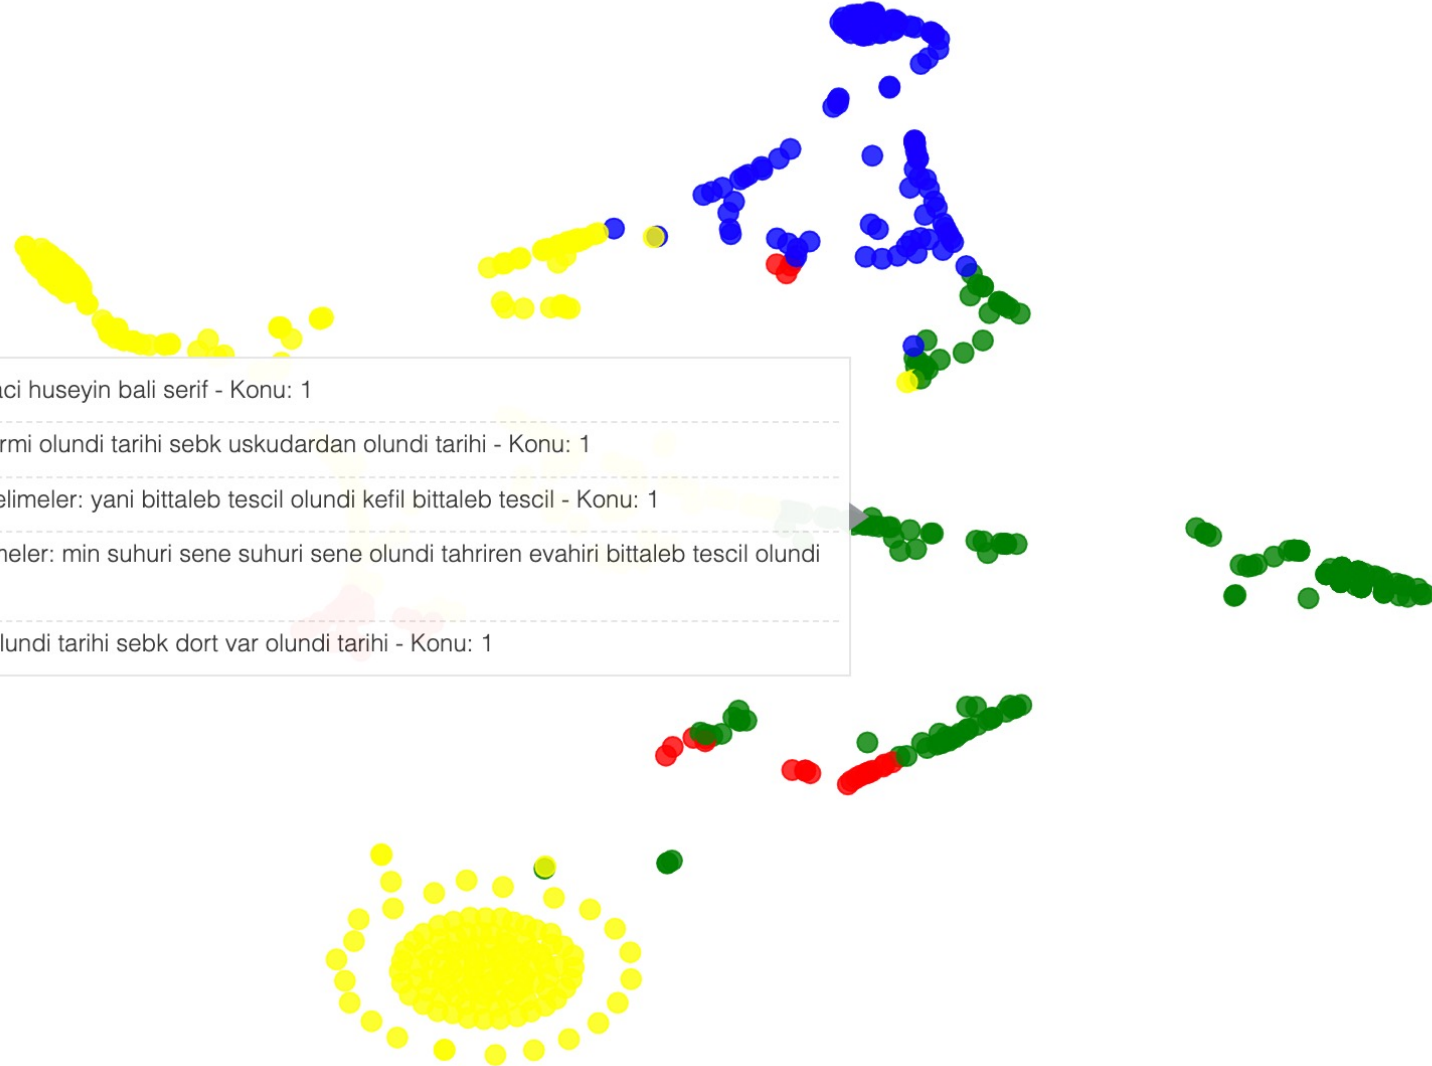 aci huseyin bali serif - Konu: 1
rmi olundi tarihi sebk uskudardan olundi tarihi - Konu: 1
elimeler: yani bittaleb tescil olundi kefil bittaleb tescil - Konu: 1
neler: min suhuri sene suhuri sene olundi tahriren evahiri bittaleb tescil olundi
lundi tarihi sebk dort var olundi tarihi - Konu: 1